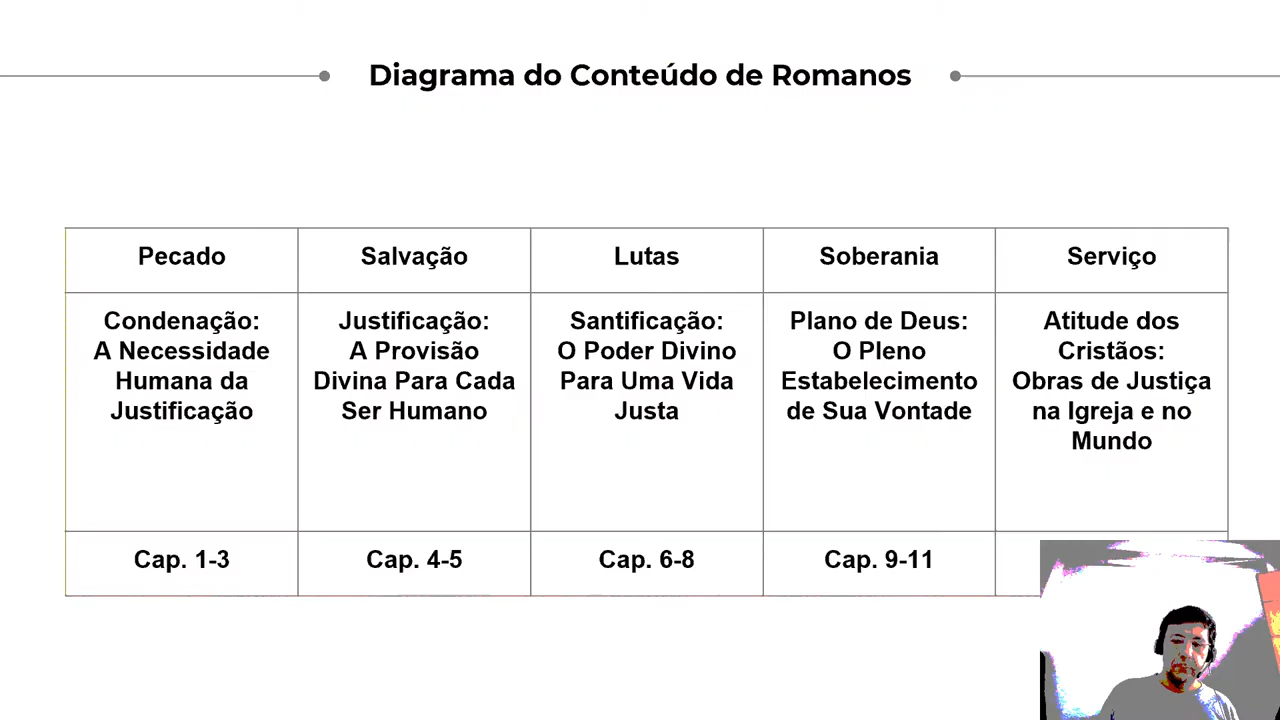 Diagrama do Conteúdo de Romanos
Pecado
Salvação
Lutas
Soberania
Serviço
Condenação:
A Necessidade
Humana da
Justificação
Justificação:
A Provisão
Divina Para Cada
Ser Humano
Santificação:
O Poder Divino
Para Uma Vida
Justa
Plano de Deus:
O Pleno
Estabelecimento
de Sua Vontade
Atitude dos
Cristãos:
Obras de Justiça
na Igreja e no
Mundo
Cap. 1-3
Cap. 4-5
Cap. 6-8
Cap. 9-11